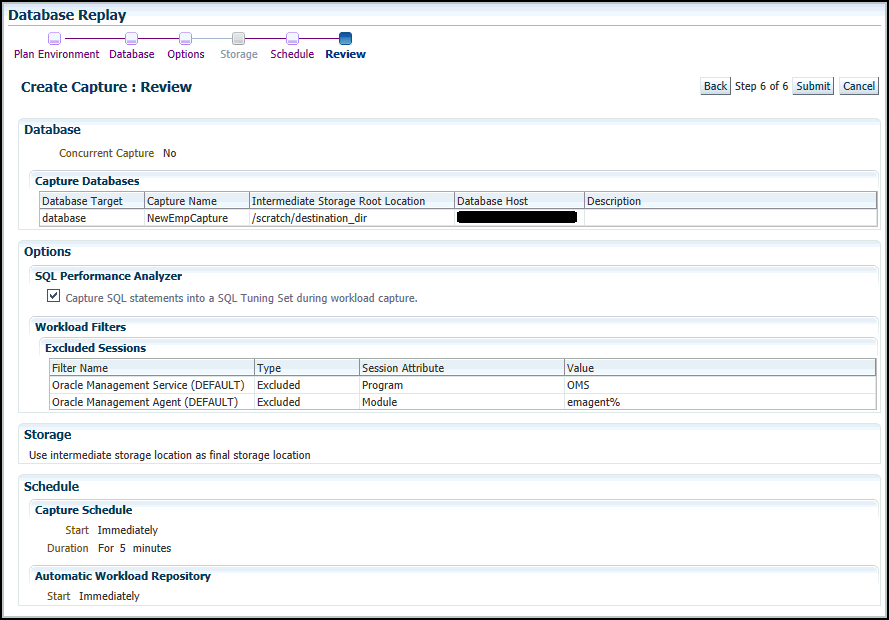 Database Replay
Plan Environment Database Options Storage Schedule Review
Create Capture : Review Back Step 6 of 6 Submit Cancel
Database
Concurrent Capture No
Capture Databases
Database Target Capture Name Intermediate Storage Root Location Database Host Description
database NewEmpCapture /scratch/destination_dir
Options
SQL Performance Analyzer
Capture SQL statements into a SQL Tuning Set during workload capture.
Workload Filters
Excluded Sessions
Filter Name Type Session Attribute Value
Oracle Management Service (DEFAULT) Excluded Program OMS
Oracle Management Agent (DEFAULT) Excluded Module emagent%
Storage
Use intermediate storage location as final storage location
Schedule
Capture Schedule
Start Immediately
Duration For 5 minutes
Automatic Workload Repository
Start Immediately